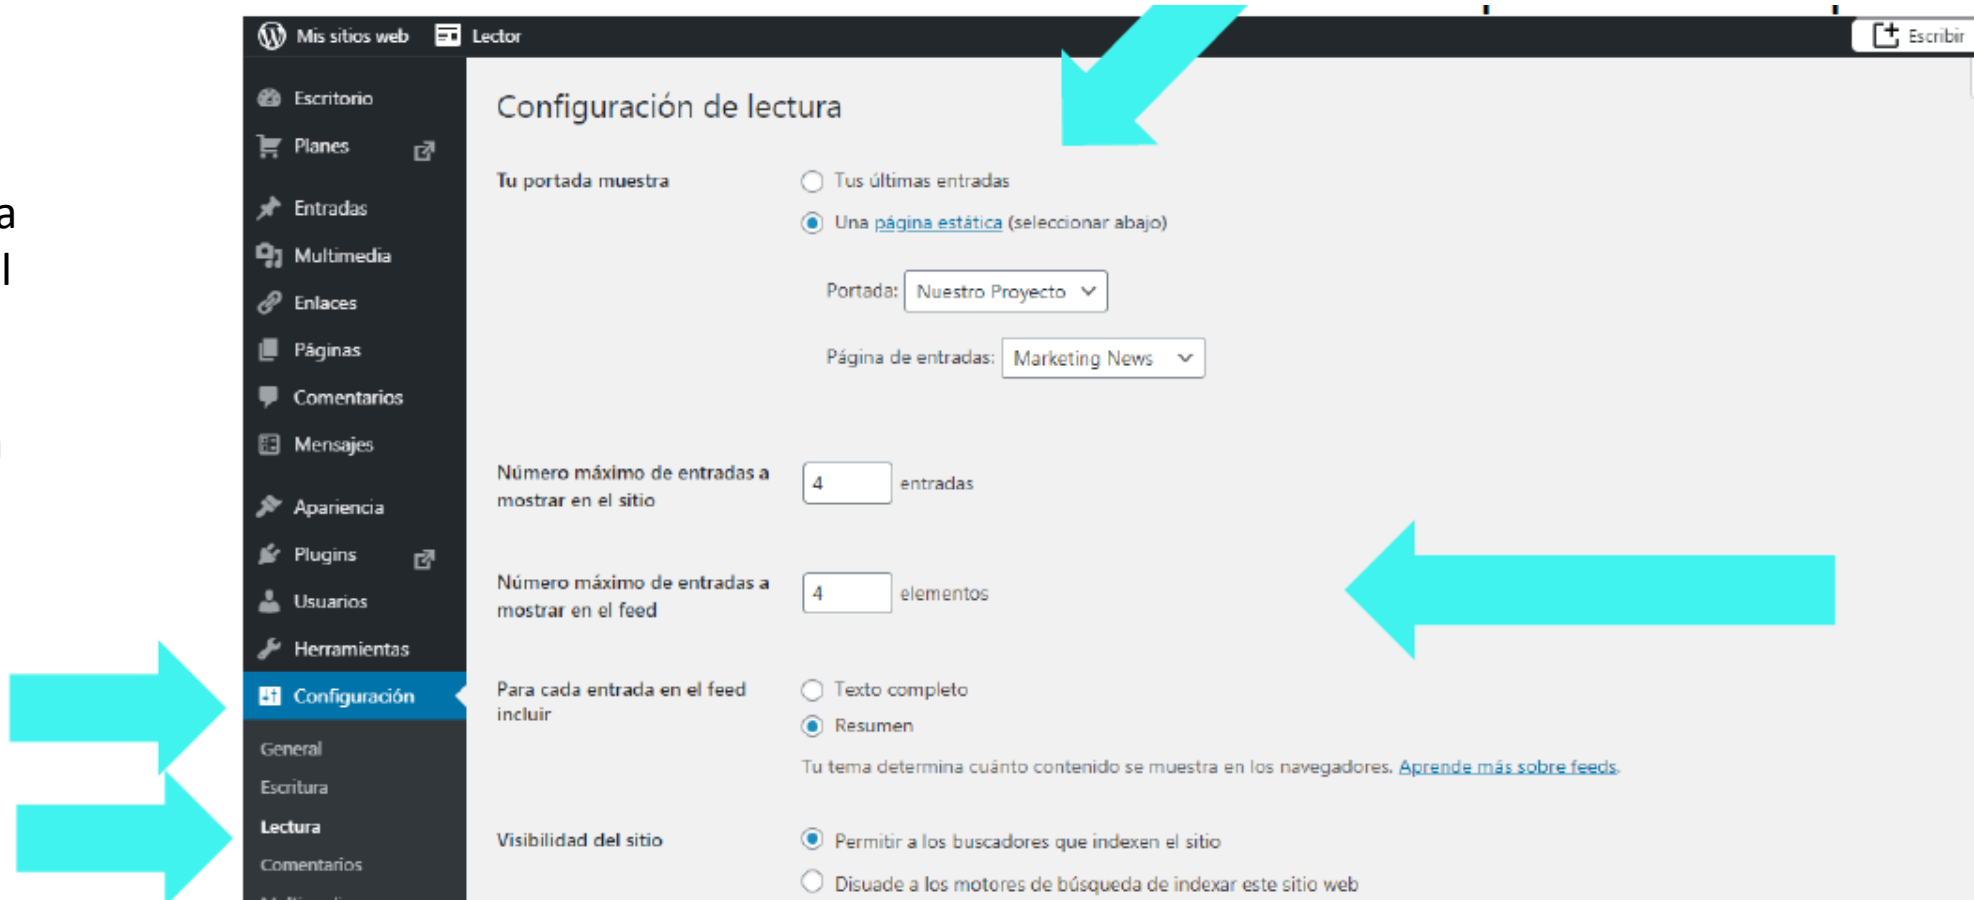 Mis sitios web
Lector
Escribir
Escritorio
Planes
Entradas
Multimedia
Enlaces
Páginas
Comentarios
Mensajes
Apariencia
Plugins
Usuarios
Herramientas
Configuración
General
Escritura
Lectura
Comentarios
Configuración de lectura
Tu portada muestra
Tus últimas entradas
Una página estática (seleccionar abajo)
Portada: Nuestro Proyecto
Página de entradas: Marketing News
Número máximo de entradas a
mostrar en el sitio
4 entradas
Número máximo de entradas a
mostrar en el feed
4 elementos
Para cada entrada en el feed
incluir
Texto completo
Resumen
Tu tema determina cuánto contenido se muestra en los navegadores. Aprende más sobre feeds.
Visibilidad del sitio
Permitir a los buscadores que indexen el sitio
Disuade a los motores de búsqueda de indexar este sitio web